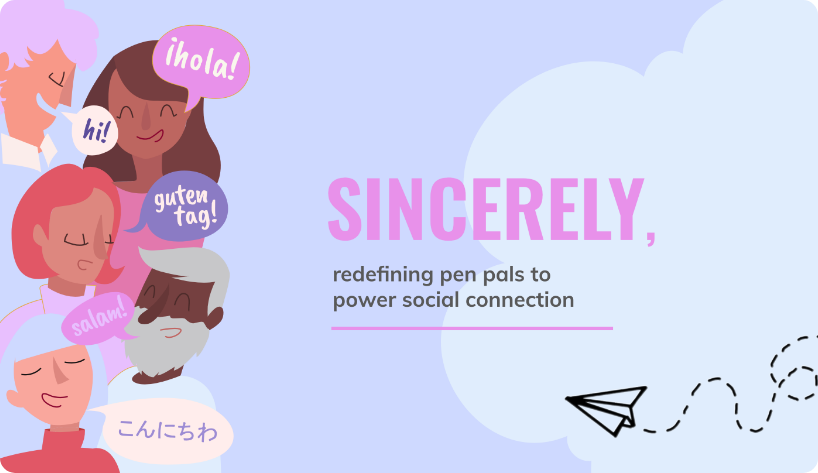 ¡hola!
hi!
guten
tag!
salam!
こんにちわ
SINCERELY,
redefining pen pals to
power social connection